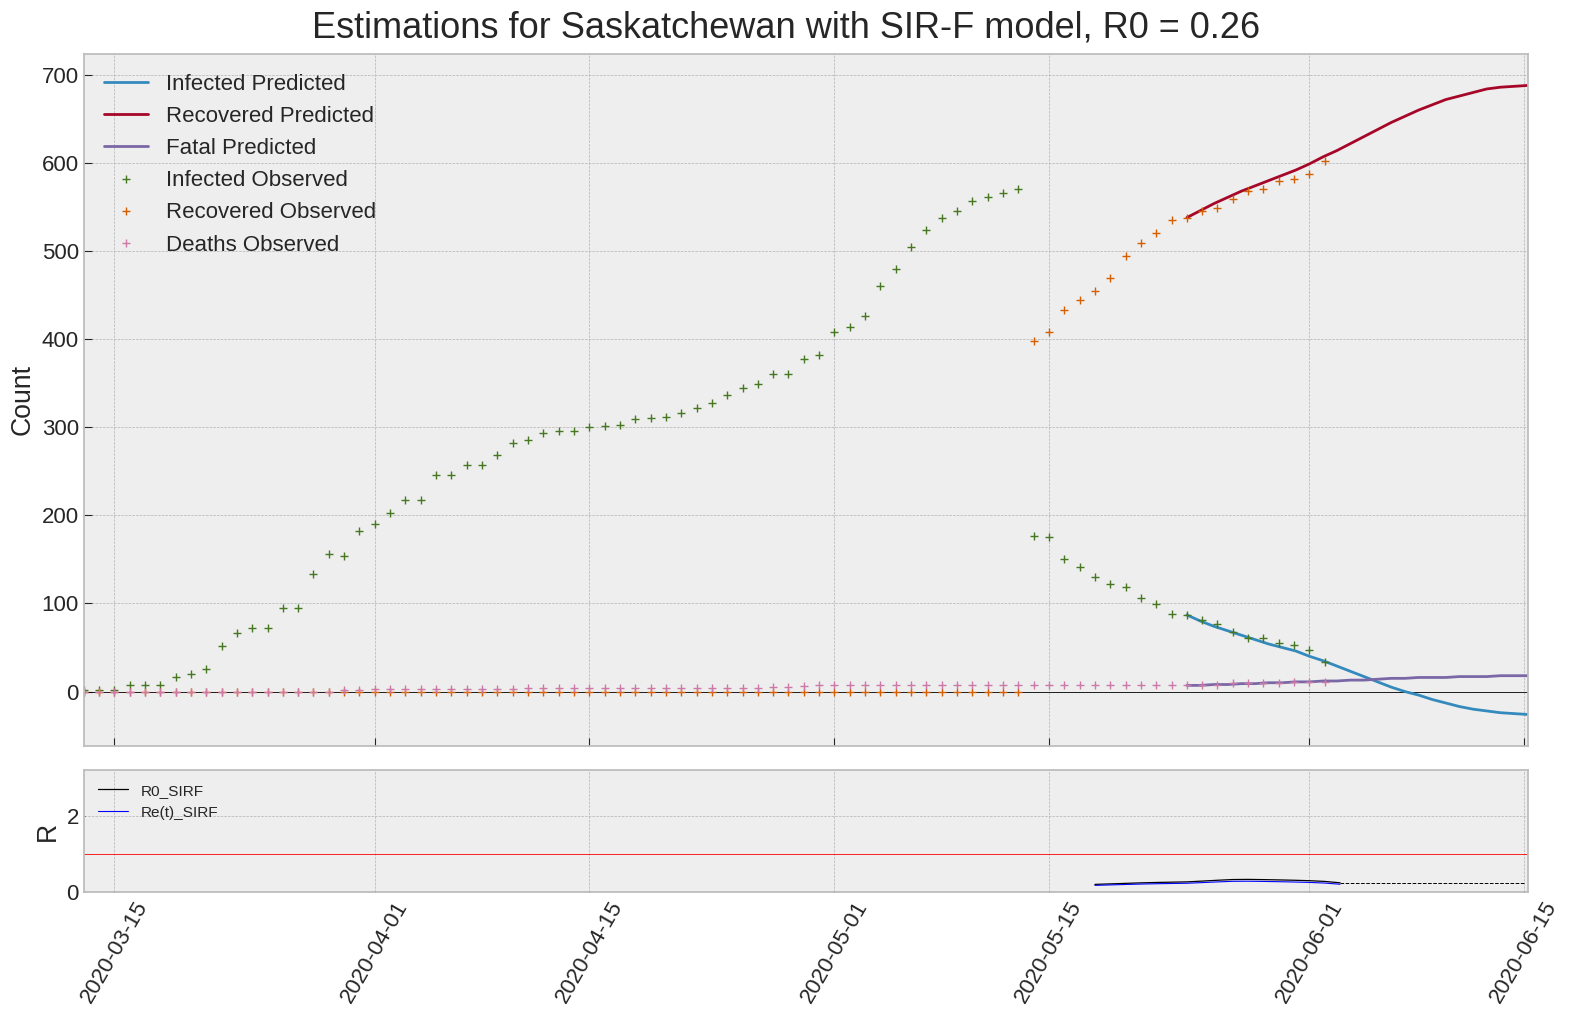 Estimations for Saskatchewan with SIR-F model, R0 = 0.26
700
600
500
400
300
200
100
0
Count
Infected Predicted
Recovered Predicted
Fatal Predicted
Infected Observed
Recovered Observed
Deaths Observed
2
0
R
R0_SIRF
Re(t)_SIRF
2020-03-15
2020-04-01
2020-04-15
2020-05-01
2020-05-15
2020-06-01
2020-06-15